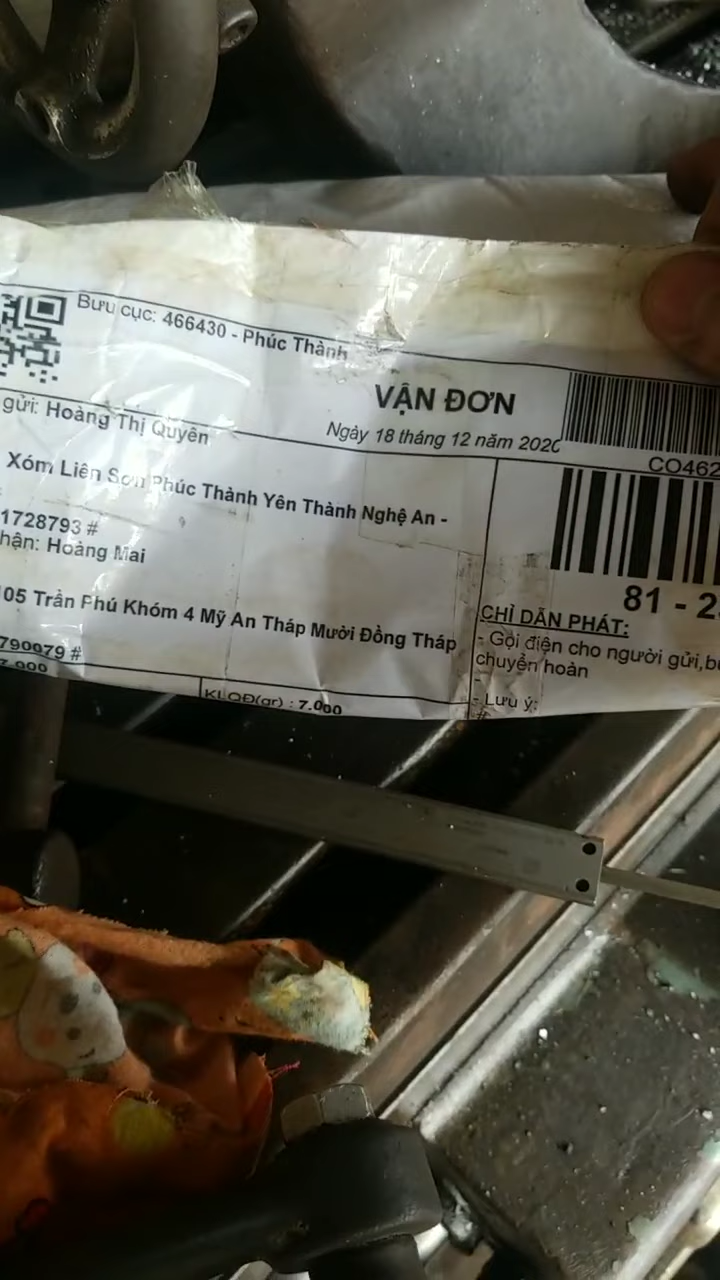 Bưu cục: 466430 - Phúc Thành
VẬN ĐƠN
Ngày 18 tháng 12 năm 2020
CO462
gửi: Hoàng Thị Quyên
Xóm Liên Sơn Phúc Thành Yên Thành Nghệ An -
1728793 #
hận: Hoàng Mai
105 Trần Phú Khóm 4 Mỹ An Tháp Mười Đồng Tháp
790079 #
7.000
KLQĐ(gr) : 7.000
81 - 2
CHỈ DẪN PHÁT:
- Gọi điện cho người gửi,b
chuyển hoàn
-
- Lưu ý:
#